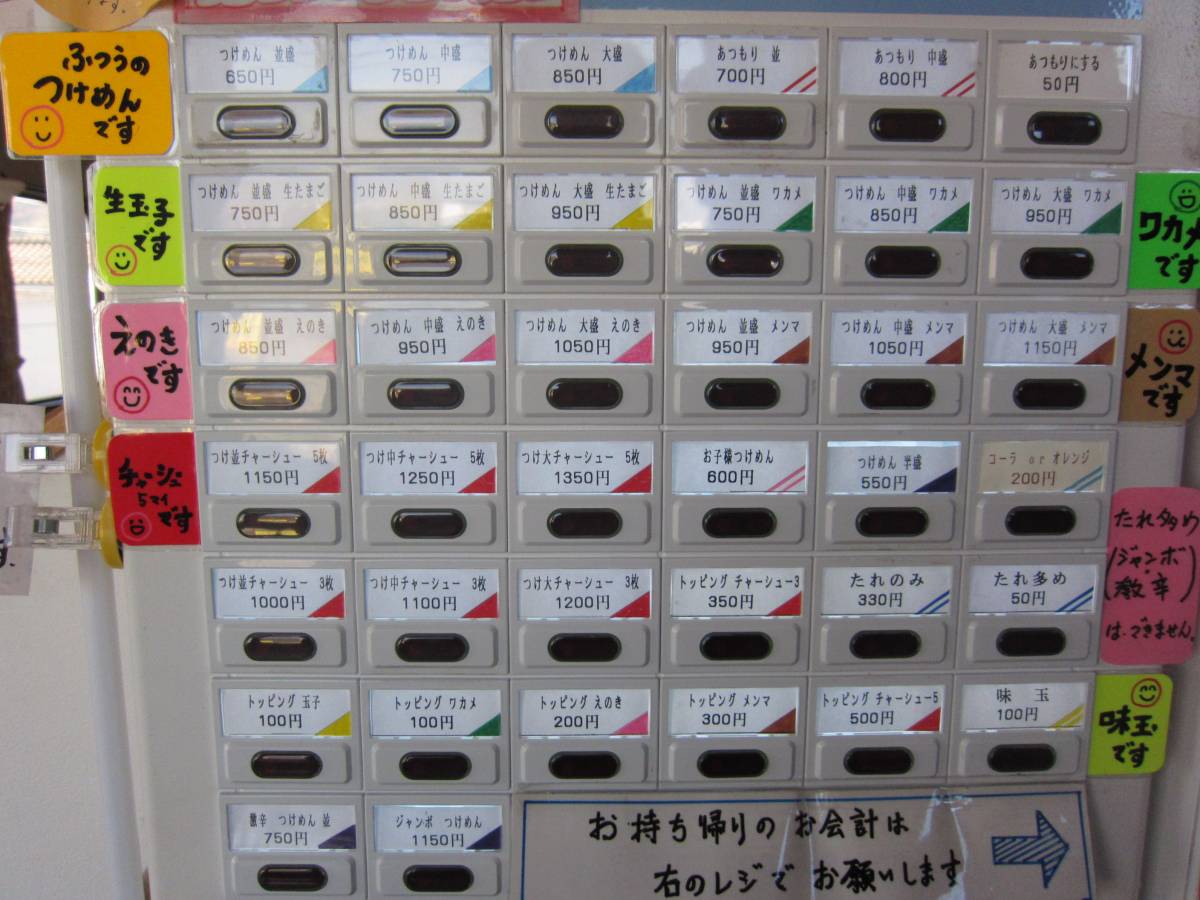 です.
ふつうの
つけめん
です
つけめん 並盛
650円
つけめん 中盛
750円
つけめん 大盛
850円
あつもり 並
700円
あつもり 中盛
800円
あつもりにする
50円
生玉子
です
つけめん 並盛 生たまご
750円
つけめん 中盛 生たまご
850円
つけめん 大盛 生たまご
950円
つけめん 並盛 ワカメ
750円
つけめん 中盛 ワカメ
850円
つけめん 大盛 ワカメ
950円
ワカメ
です
えのき
です
つけめん 並盛 えのき
850円
つけめん 中盛 えのき
950円
つけめん 大盛 えのき
1050円
つけめん 並盛 メンマ
950円
つけめん 中盛 メンマ
1050円
つけめん 大盛 メンマ
1150円
メンマ
です
チャーシュー
5マイ
です
つけ並チャーシュー 5枚
1150円
つけ中チャーシュー 5枚
1250円
つけ大チャーシュー 5枚
1350円
お子様つけめん
600円
つけめん 半盛
550円
コーラ or オレンジ
200円
つけ並チャーシュー 3枚
1000円
つけ中チャーシュー 3枚
1100円
つけ大チャーシュー 3枚
1200円
トッピング チャーシュー3
350円
たれのみ
330円
たれ多め
50円
たれ多め
(ジャンボ
激辛)
は、できません。
トッピング 玉子
100円
トッピング ワカメ
100円
トッピング えのき
200円
トッピング メンマ
300円
トッピング チャーシュー5
500円
味 玉
100円
味玉
です
激辛 つけめん 並
750円
ジャンボ つけめん
1150円
お持ち帰りの お会計は
右のレジで お願いします